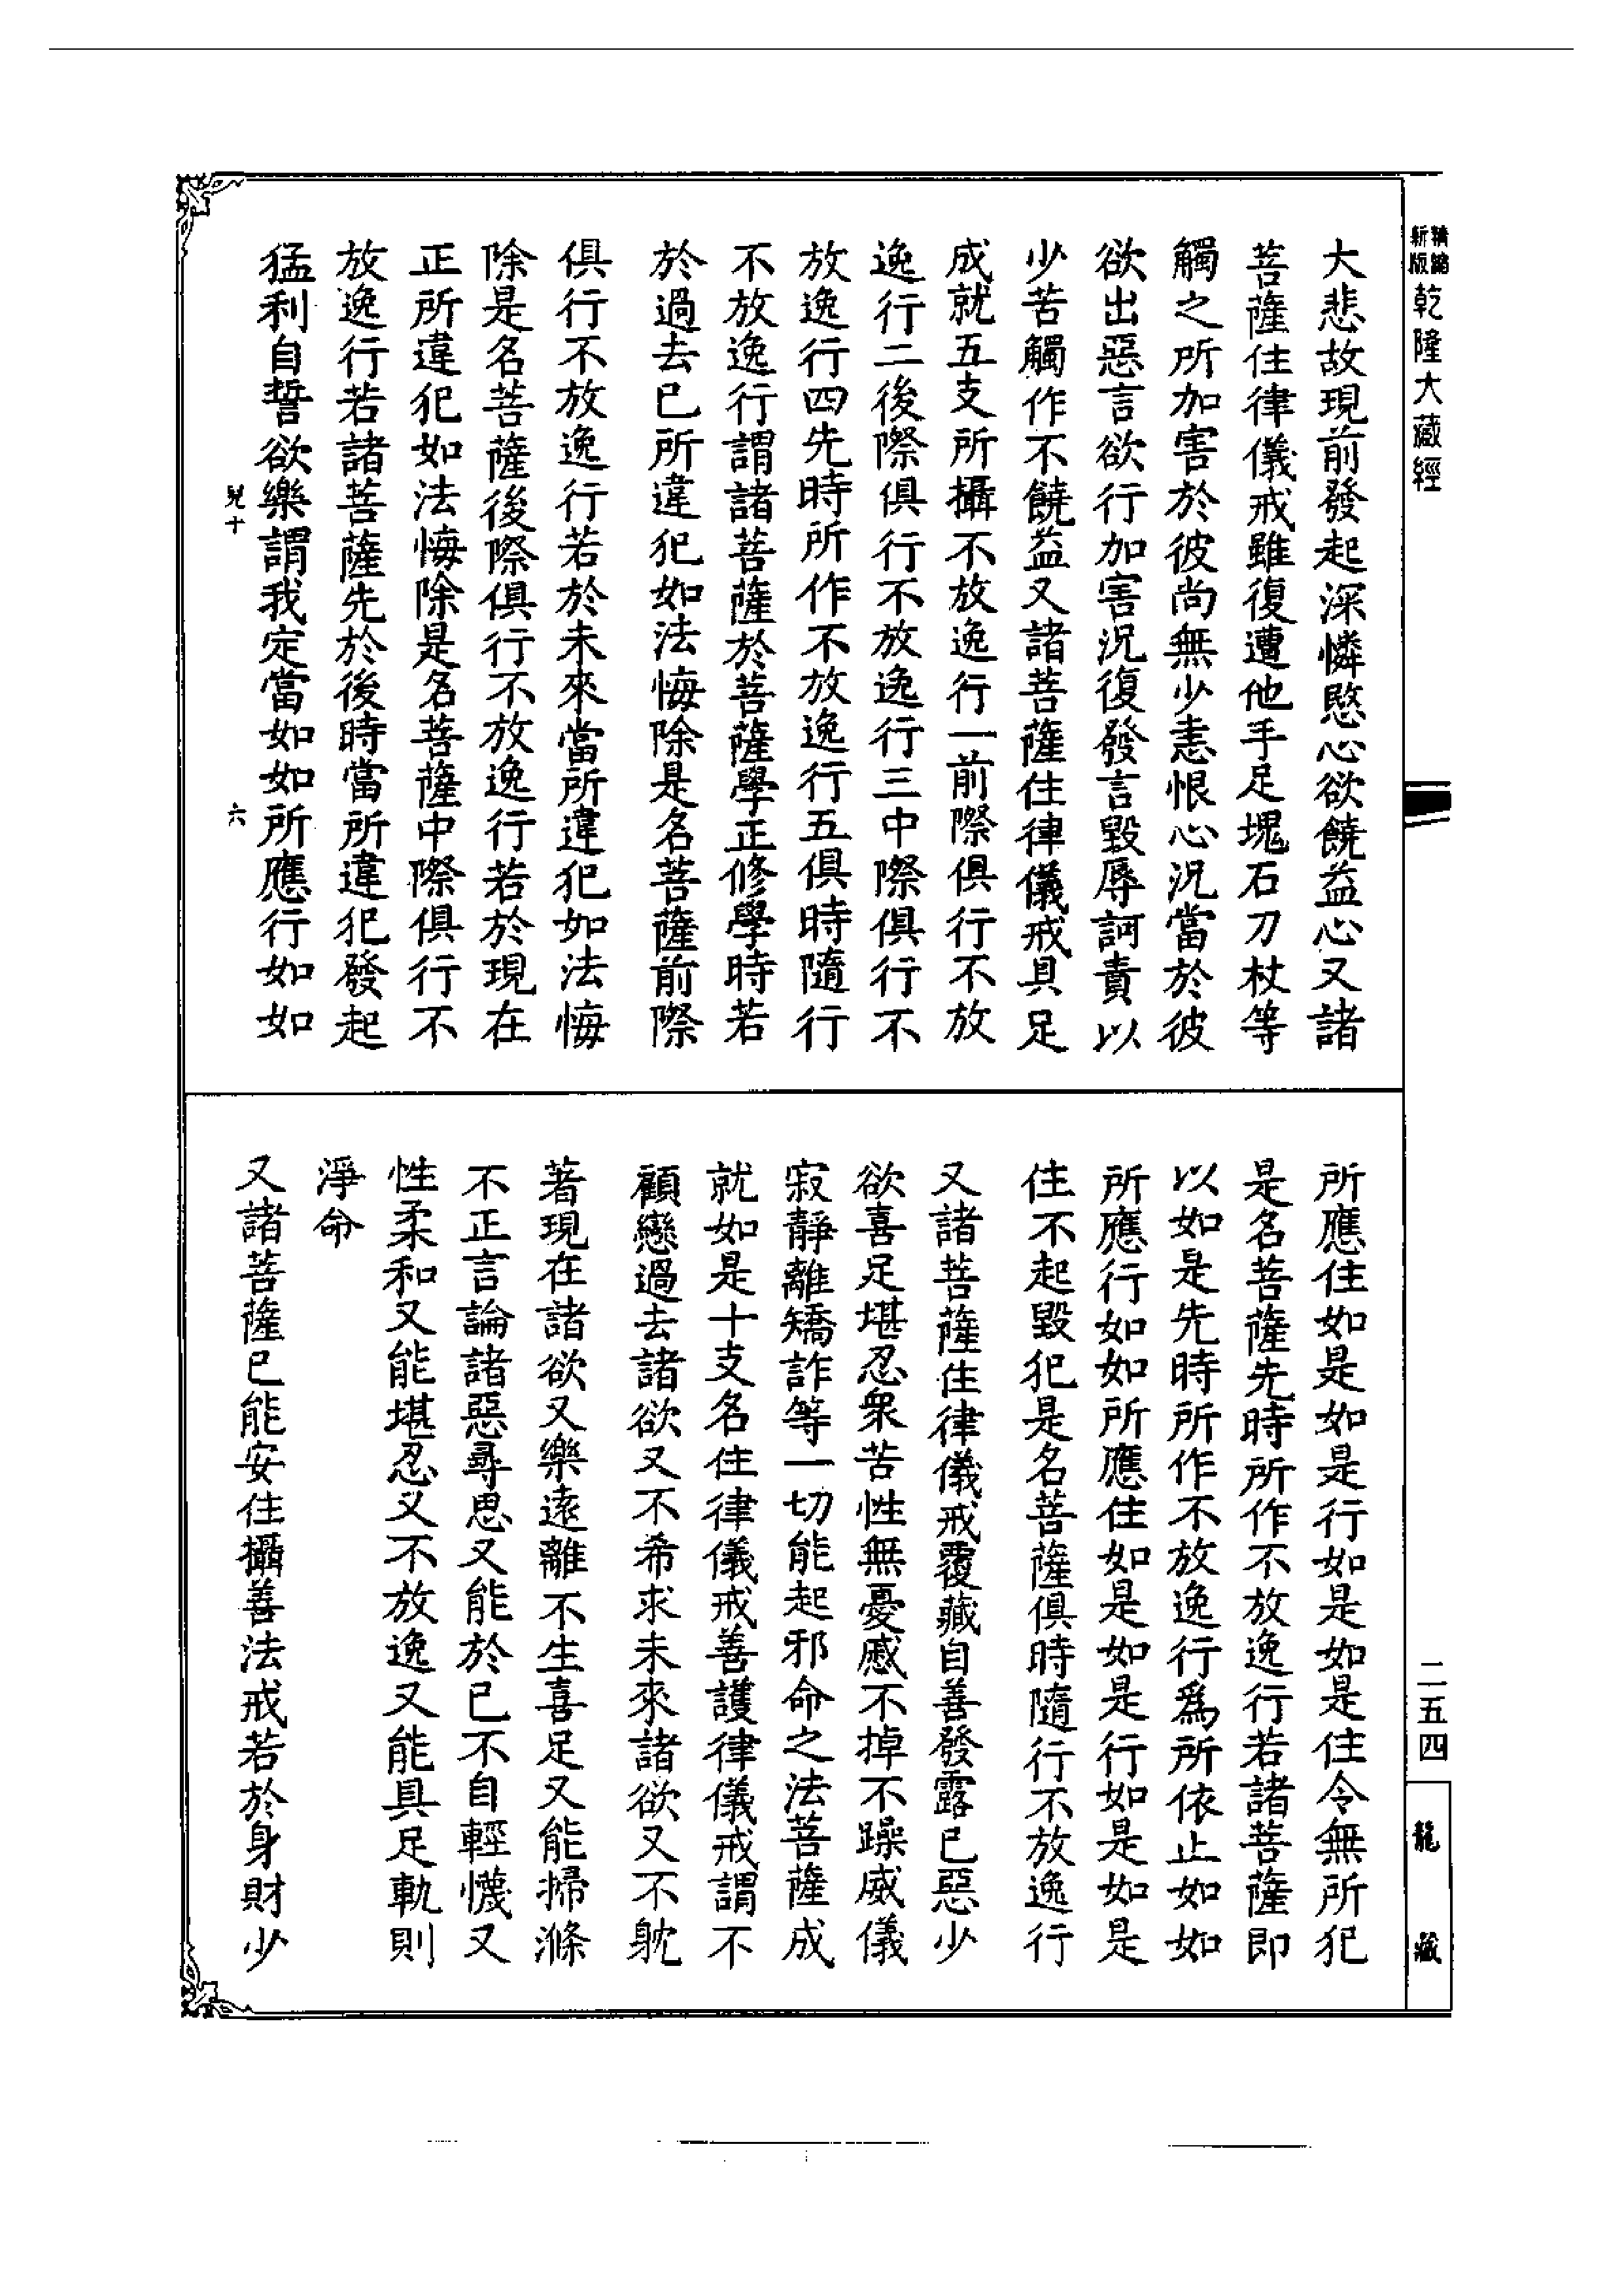 精縮
新版
乾隆大藏經
大悲故現前發起深憐愍心欲饒益心又諸
菩薩住律儀戒雖復遭他手足塊石刀杖等
觸之所加害於彼尚無少恚恨心況當於彼
欲出惡言欲行加害況復發言毀辱訶責以
少苦觸作不饒益又諸菩薩住律儀戒具足
成就五支所攝不放逸行一前際俱行不放
逸行二後際俱行不放逸行三中際俱行不
放逸行四先時所作不放逸行五俱時隨行
不放逸行謂諸菩薩於菩薩學正修學時若
於過去已所違犯如法悔除是名菩薩前際
俱行不放逸行若於未來當所違犯如法悔
除是名菩薩後際俱行不放逸行若於現在
正所違犯如法悔除是名菩薩中際俱行不
放逸行若諸菩薩先於後時當所違犯發起
猛利自誓欲樂謂我定當如如所應行如如
兒十
六
所應住如是如是行如是如是住令無所犯
是名菩薩先時所作不放逸行若諸菩薩即
以如是先時所作不放逸行爲所依止如如
所應行如如所應住如是如是行如是如是
住不起毀犯是名菩薩俱時隨行不放逸行
又諸菩薩住律儀戒覆藏自善發露己惡少
欲喜足堪忍衆苦性無憂慼不掉不躁威儀
寂靜離矯詐等一切能起邪命之法菩薩成
就如是十支名住律儀戒善護律儀戒謂不
顧戀過去諸欲又不希求未來諸欲又不躭
著現在諸欲又樂遠離不生喜足又能掃滌
不正言論諸惡尋思又能於己不自輕懱又
性柔和又能堪忍又不放逸又能具足軌則
淨命
又諸菩薩已能安住攝善法戒若於身財少
二五四
龍藏